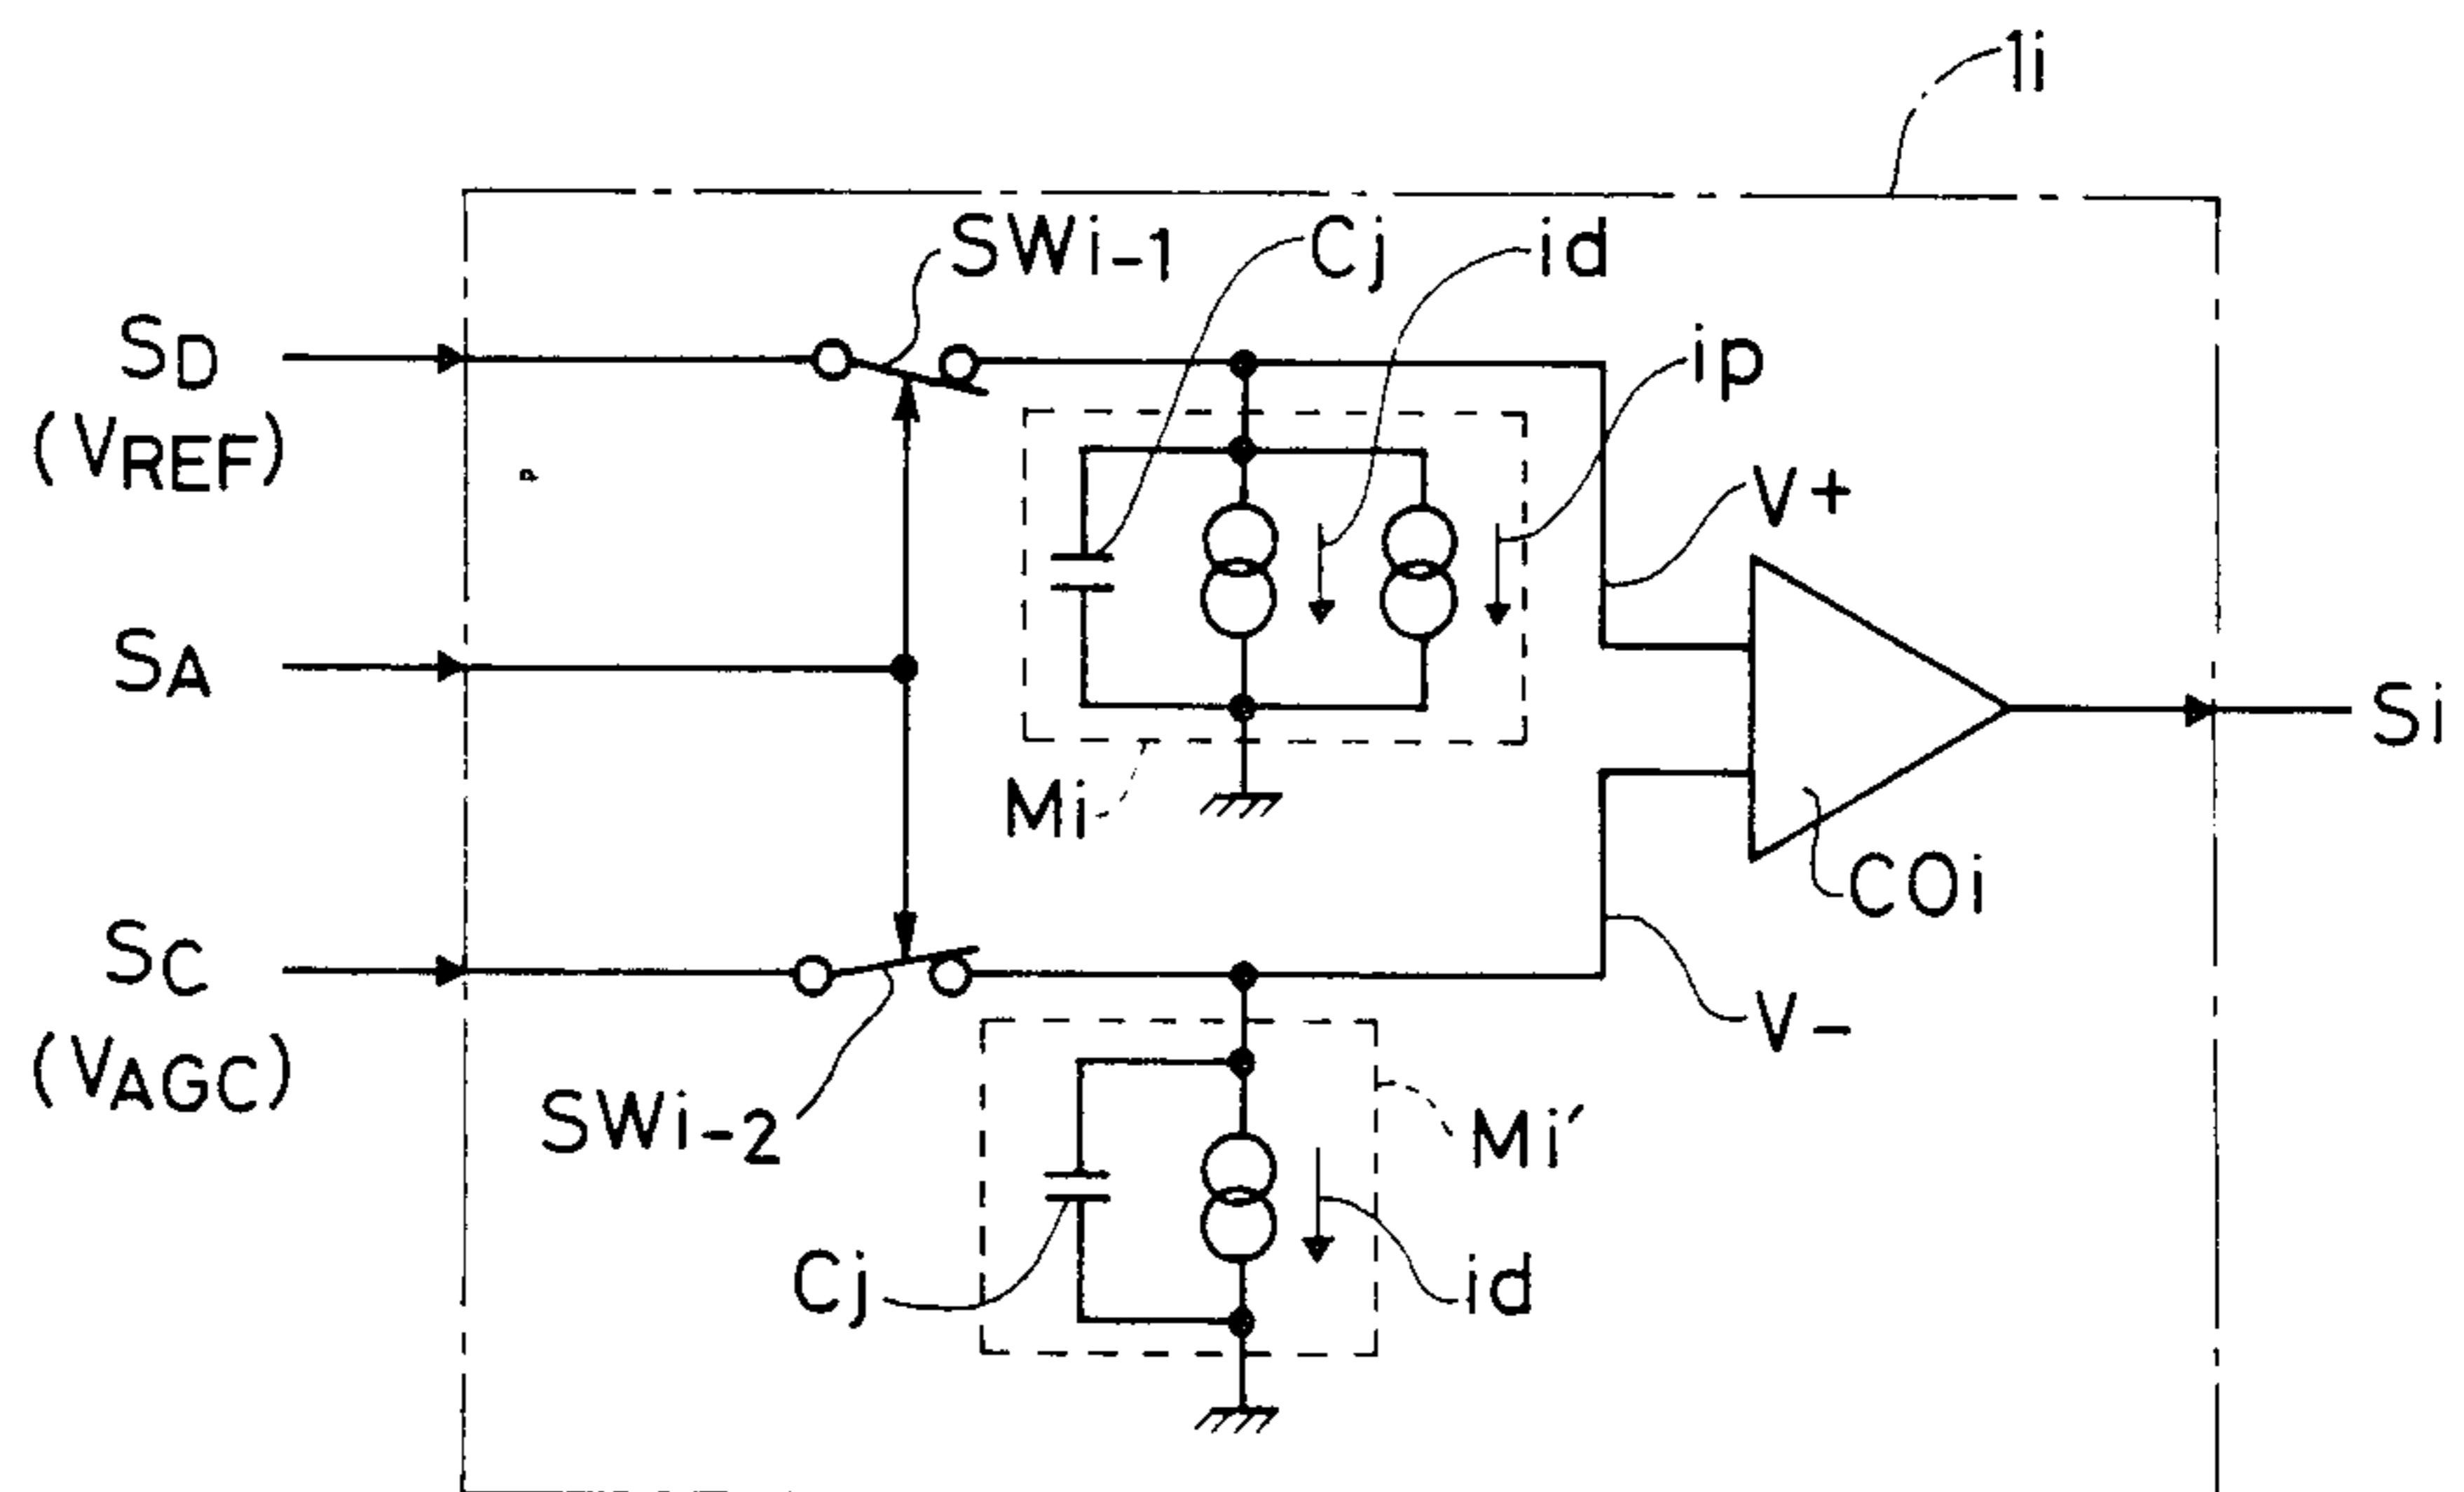 1i
SWi-1
Cj
id
SD
(VREF)
ip
V+
SA
Si
Mi
COi
SC
(VAGC)
V-
SWi-2
Mi′
Cj
id